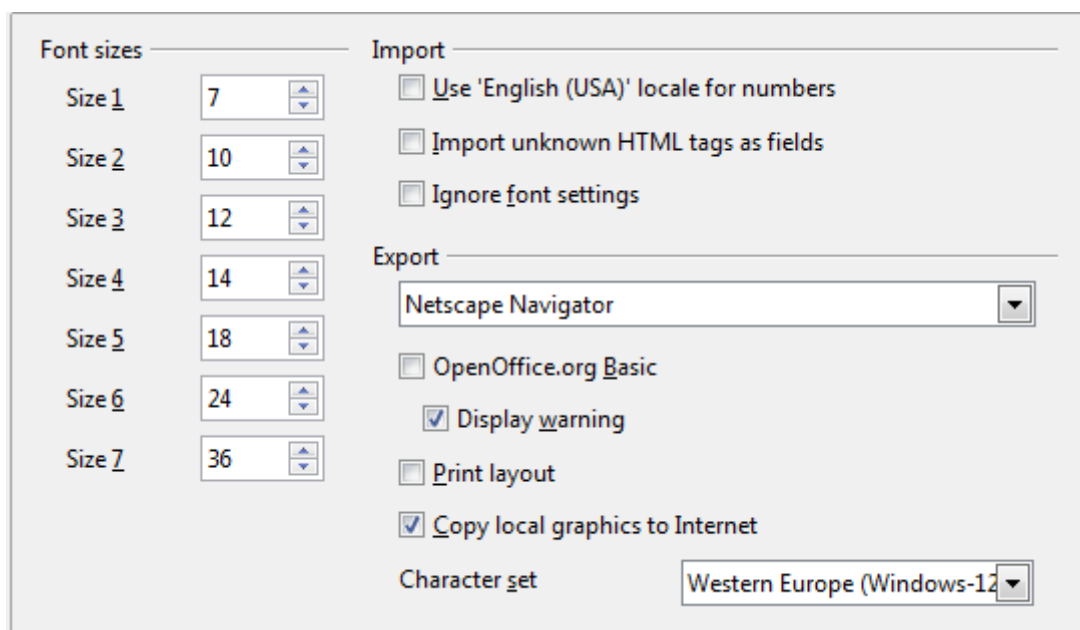 Font sizes
Size 1 7
Size 2 10
Size 3 12
Size 4 14
Size 5 18
Size 6 24
Size 7 36
Import
Use 'English (USA)' locale for numbers
Import unknown HTML tags as fields
Ignore font settings
Export
Netscape Navigator
OpenOffice.org Basic
Display warning
Print layout
Copy local graphics to Internet
Character set Western Europe (Windows-12